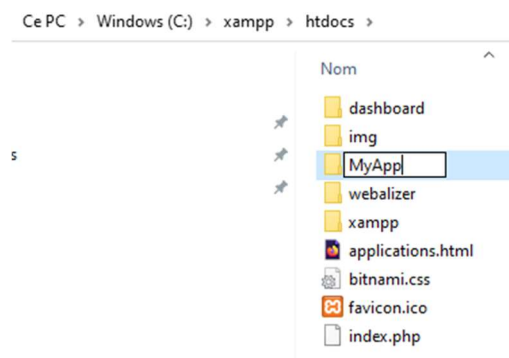 Ce PC > Windows (C:) > xampp > htdocs >
Nom
dashboard
img
s
MyApp
webalizer
xampp
applications.html
bitnami.css
favicon.ico
index.php